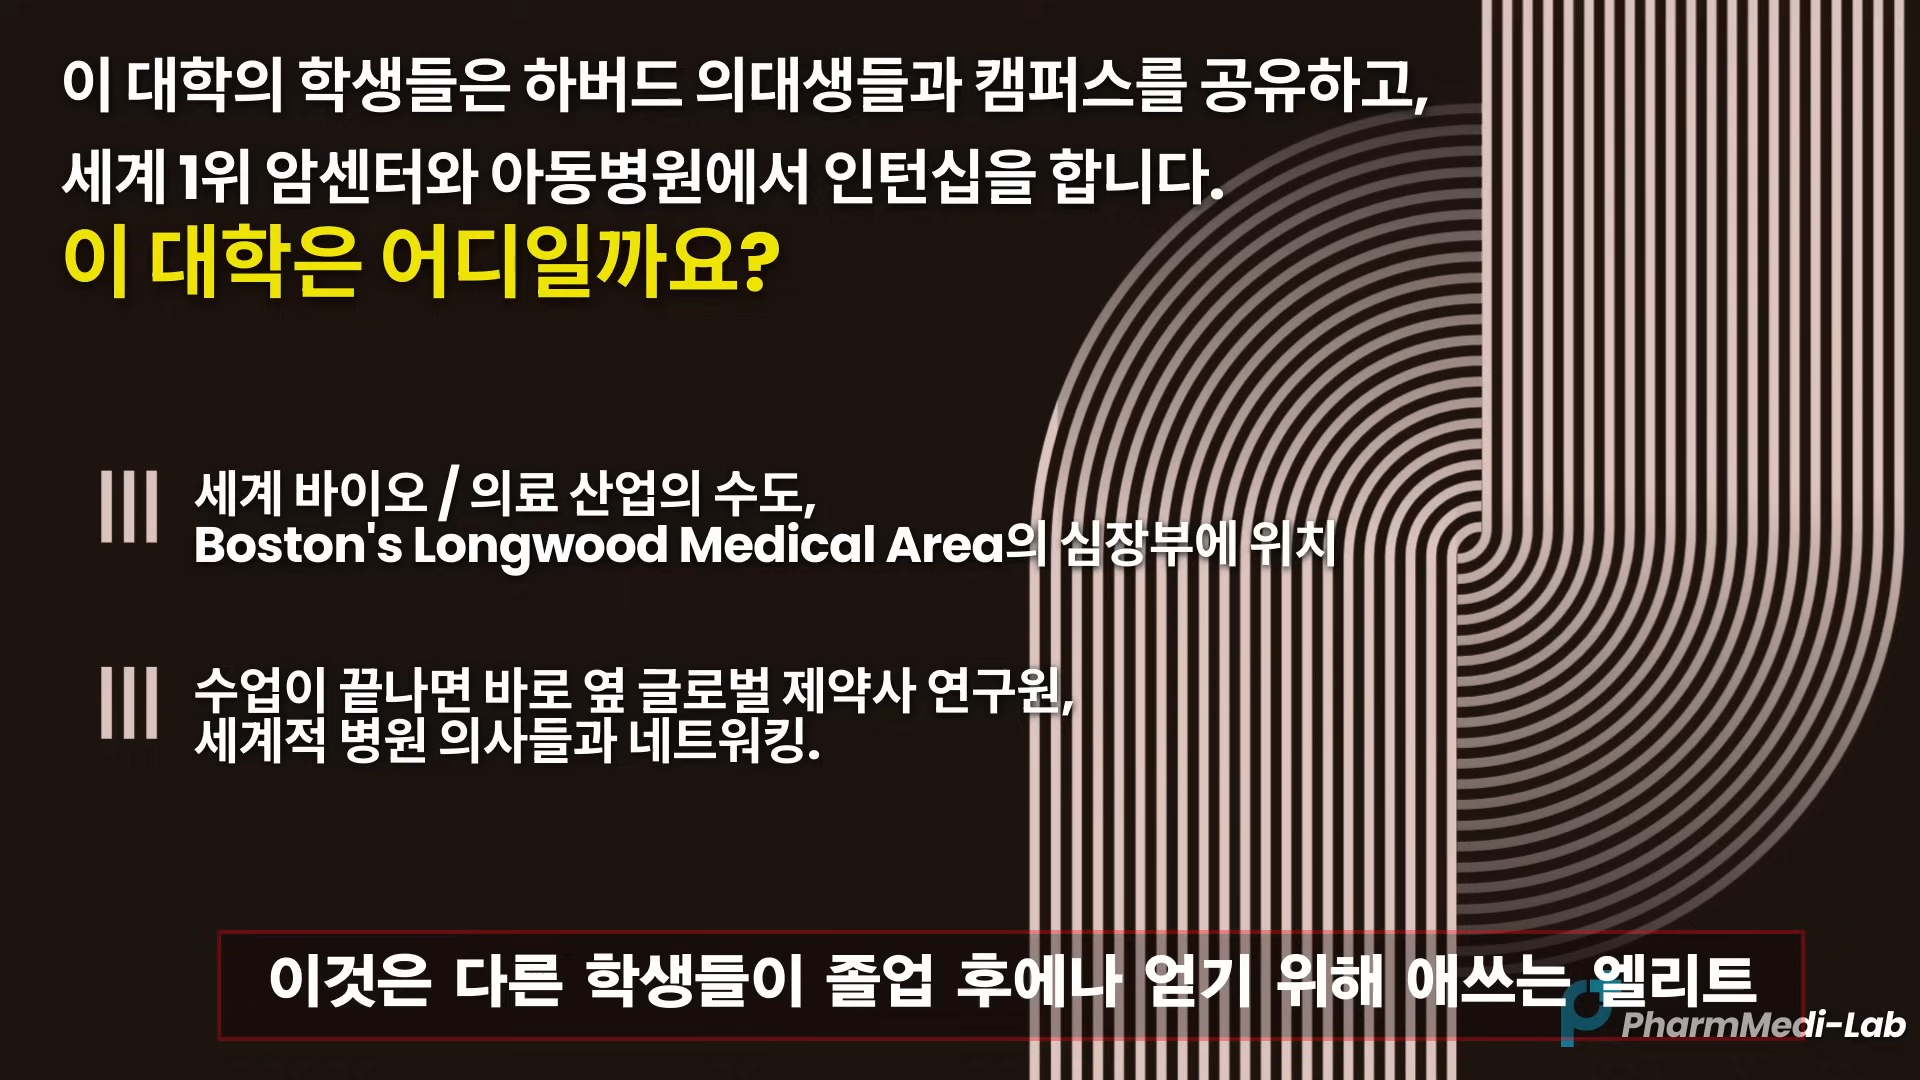 이 대학의 학생들은 하버드 의대생들과 캠퍼스를 공유하고,
세계 1위 암센터와 아동병원에서 인턴십을 합니다.
이 대학은 어디일까요?
세계 바이오 / 의료 산업의 수도,
Boston's Longwood Medical Area의 심장부에 위치
수업이 끝나면 바로 옆 글로벌 제약사 연구원,
세계적 병원 의사들과 네트워킹.
이것은 다른 학생들이 졸업 후에나 얻기 위해 애쓰는 엘리트
PharmMedi-Lab